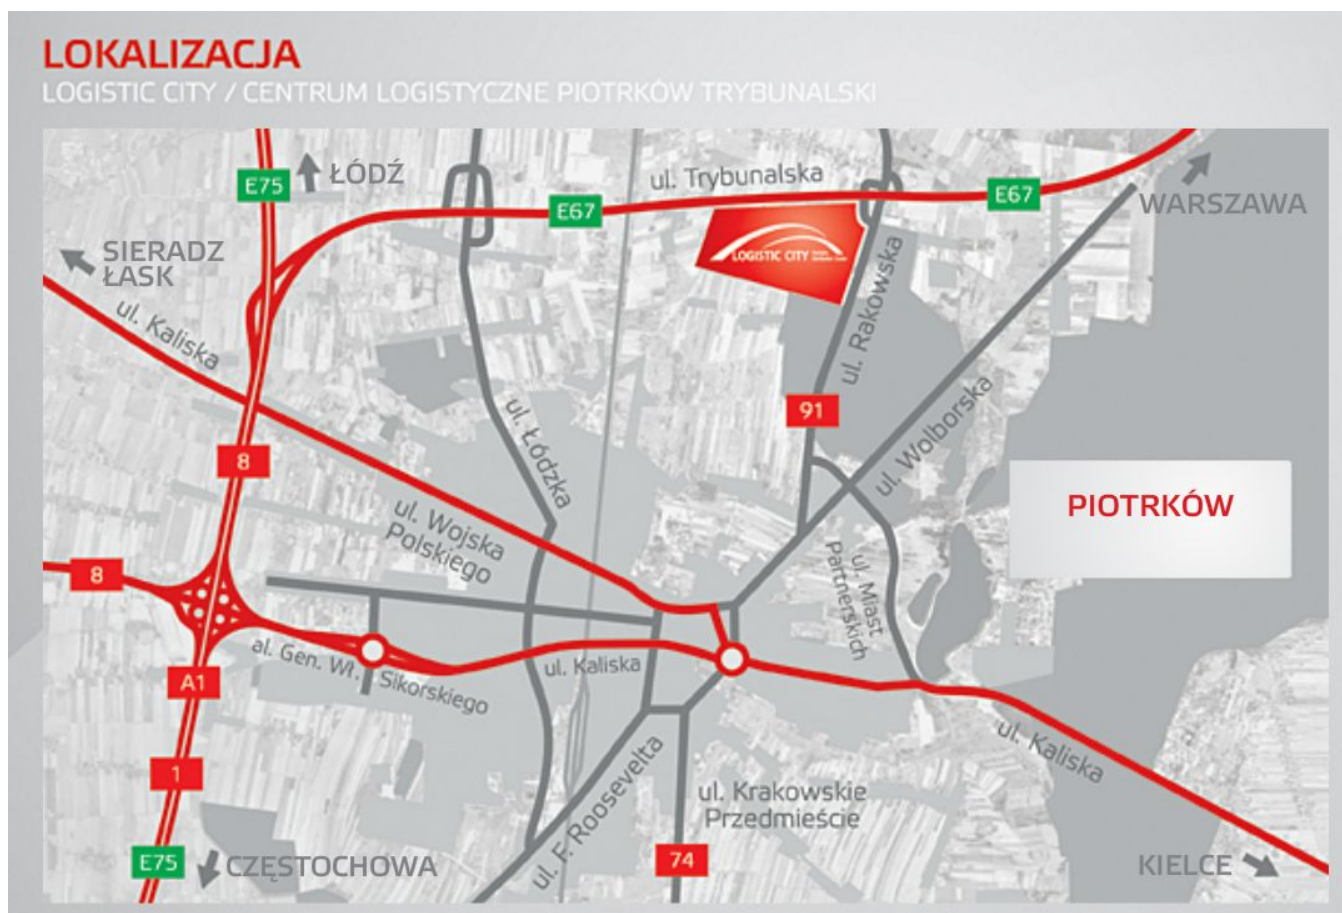 LOKALIZACJA
LOGISTIC CITY / CENTRUM LOGISTYCZNE PIOTRKÓW TRYBUNALSKI
E75
ŁÓDŹ
ul. Trybunalska
E67
E67
WARSZAWA
SIERADZ
ŁASK
LOGISTIC CITY
ul. Kaliska
ul. Rakowska
91
ul. Wolborska
ul. Łódzka
8
PIOTRKÓW
ul. Wojska
Polskiego
8
ul. Miast
Partnerskich
al. Gen. Wł. Sikorskiego
ul. Kaliska
A1
ul. Kaliska
1
ul. F. Roosevelta
ul. Krakowskie
Przedmieście
74
E75
CZĘSTOCHOWA
KIELCE